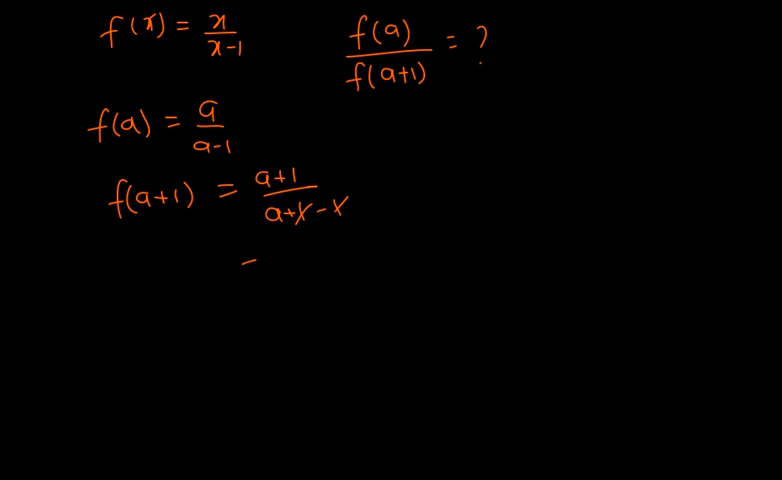 f(x) = x/(x-1) f(a)/f(a+1) = ?
f(a) = a/(a-1)
f(a+1) = (a+1)/(a+1-1)
=